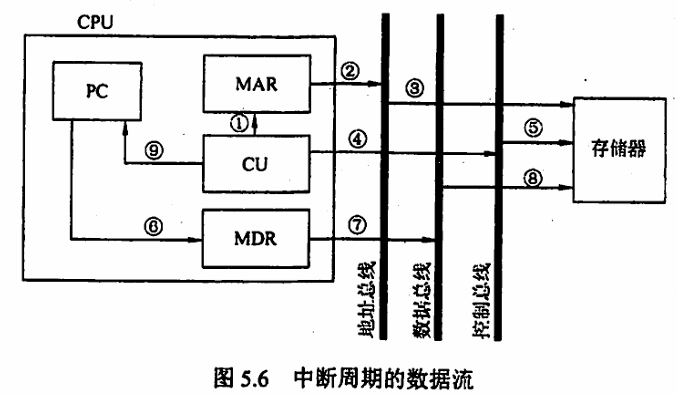 CPU
MAR
②
PC
③
①
④
⑤
⑨
CU
存储器
⑧
⑥
MDR
⑦
地址总线
数据总线
控制总线
图 5.6 中断周期的数据流